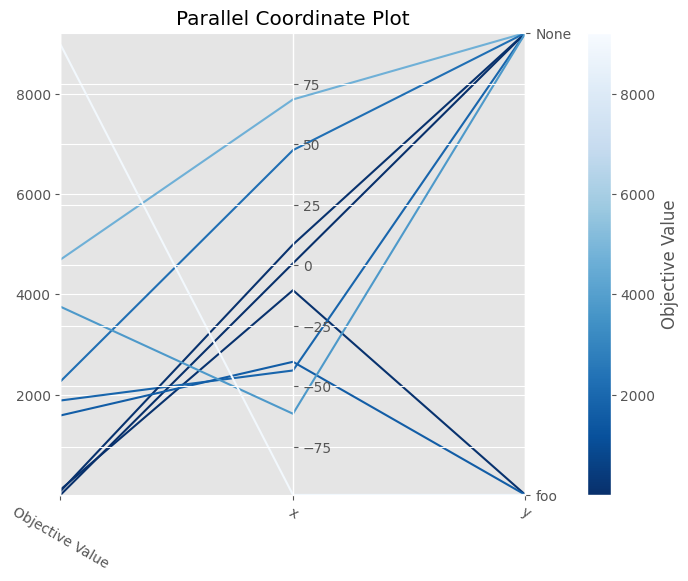 Parallel Coordinate Plot
None
8000
75
8000
50
6000
6000
25
0
4000
4000
−25
2000
−50
2000
−75
foo
Objective Value
x
y
Objective Value